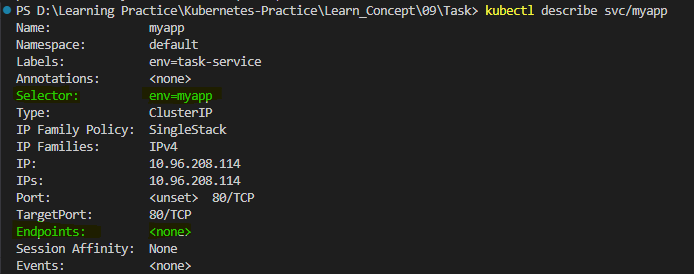 PS D:\Learning Practice\Kubernetes-Practice\Learn_Concept\09\Task> kubectl describe svc/myapp
Name:              myapp
Namespace:         default
Labels:            env=task-service
Annotations:       <none>
Selector:          env=myapp
Type:              ClusterIP
IP Family Policy:  SingleStack
IP Families:       IPv4
IP:                10.96.208.114
IPs:               10.96.208.114
Port:              <unset>  80/TCP
TargetPort:        80/TCP
Endpoints:         <none>
Session Affinity:  None
Events:            <none>